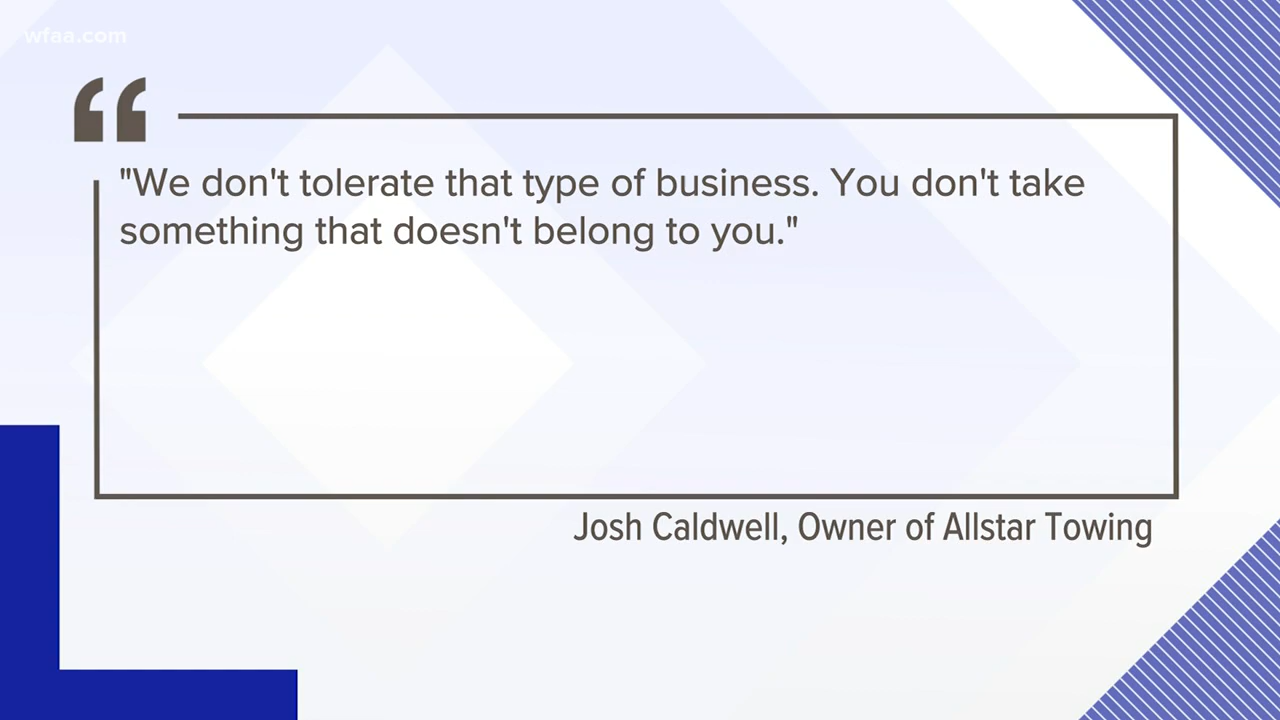 wfaa.com
"We don't tolerate that type of business. You don't take
something that doesn't belong to you."
Josh Caldwell, Owner of Allstar Towing